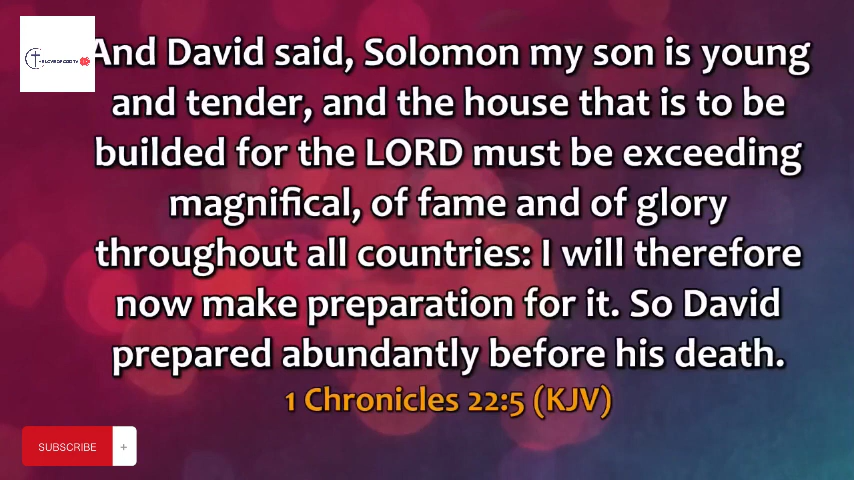 And David said, Solomon my son is young
and tender, and the house that is to be
builded for the LORD must be exceeding
magnifical, of fame and of glory
throughout all countries: I will therefore
now make preparation for it. So David
prepared abundantly before his death.
1 Chronicles 22:5 (KJV)
SUBSCRIBE +